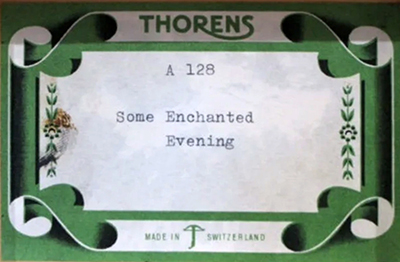 THORENS
A 128
Some Enchanted
Evening
MADE IN SWITZERLAND